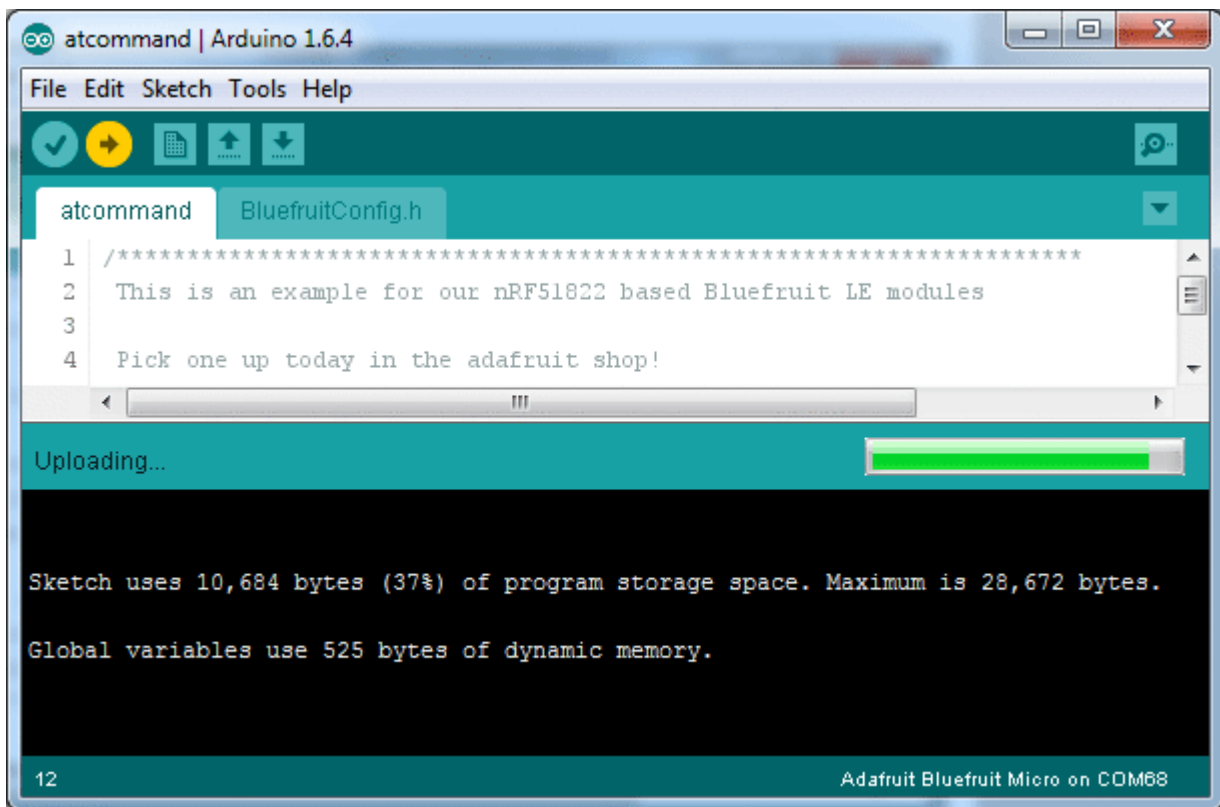 atcommand | Arduino 1.6.4
File Edit Sketch Tools Help
atcommand BluefruitConfig.h
1 /*********************************************************************
2 This is an example for our nRF51822 based Bluefruit LE modules
3
4 Pick one up today in the adafruit shop!
Uploading...
Sketch uses 10,684 bytes (37%) of program storage space. Maximum is 28,672 bytes.
Global variables use 525 bytes of dynamic memory.
12 Adafruit Bluefruit Micro on COM68